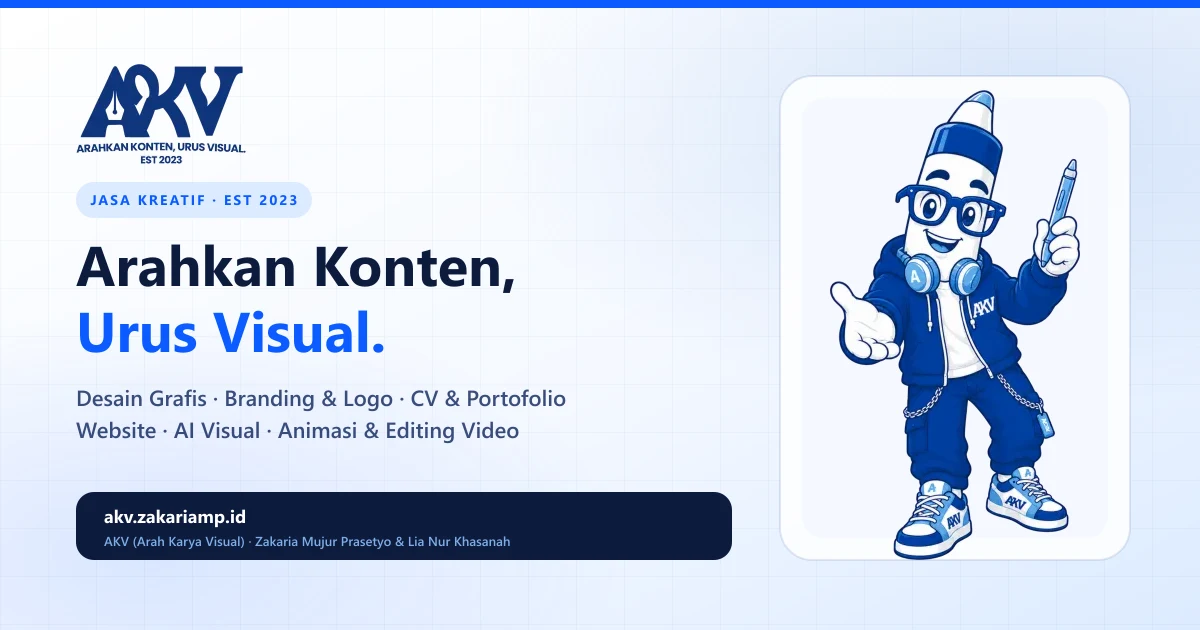 AKV
ARAHKAN KONTEN, URUS VISUAL.
EST 2023
JASA KREATIF · EST 2023
Arahkan Konten,
Urus Visual.
Desain Grafis · Branding & Logo · CV & Portofolio
Website · AI Visual · Animasi & Editing Video
akv.zakariamp.id
AKV (Arah Karya Visual) · Zakaria Mujur Prasetyo & Lia Nur Khasanah
A
AKV
A
A
AKV
AKV